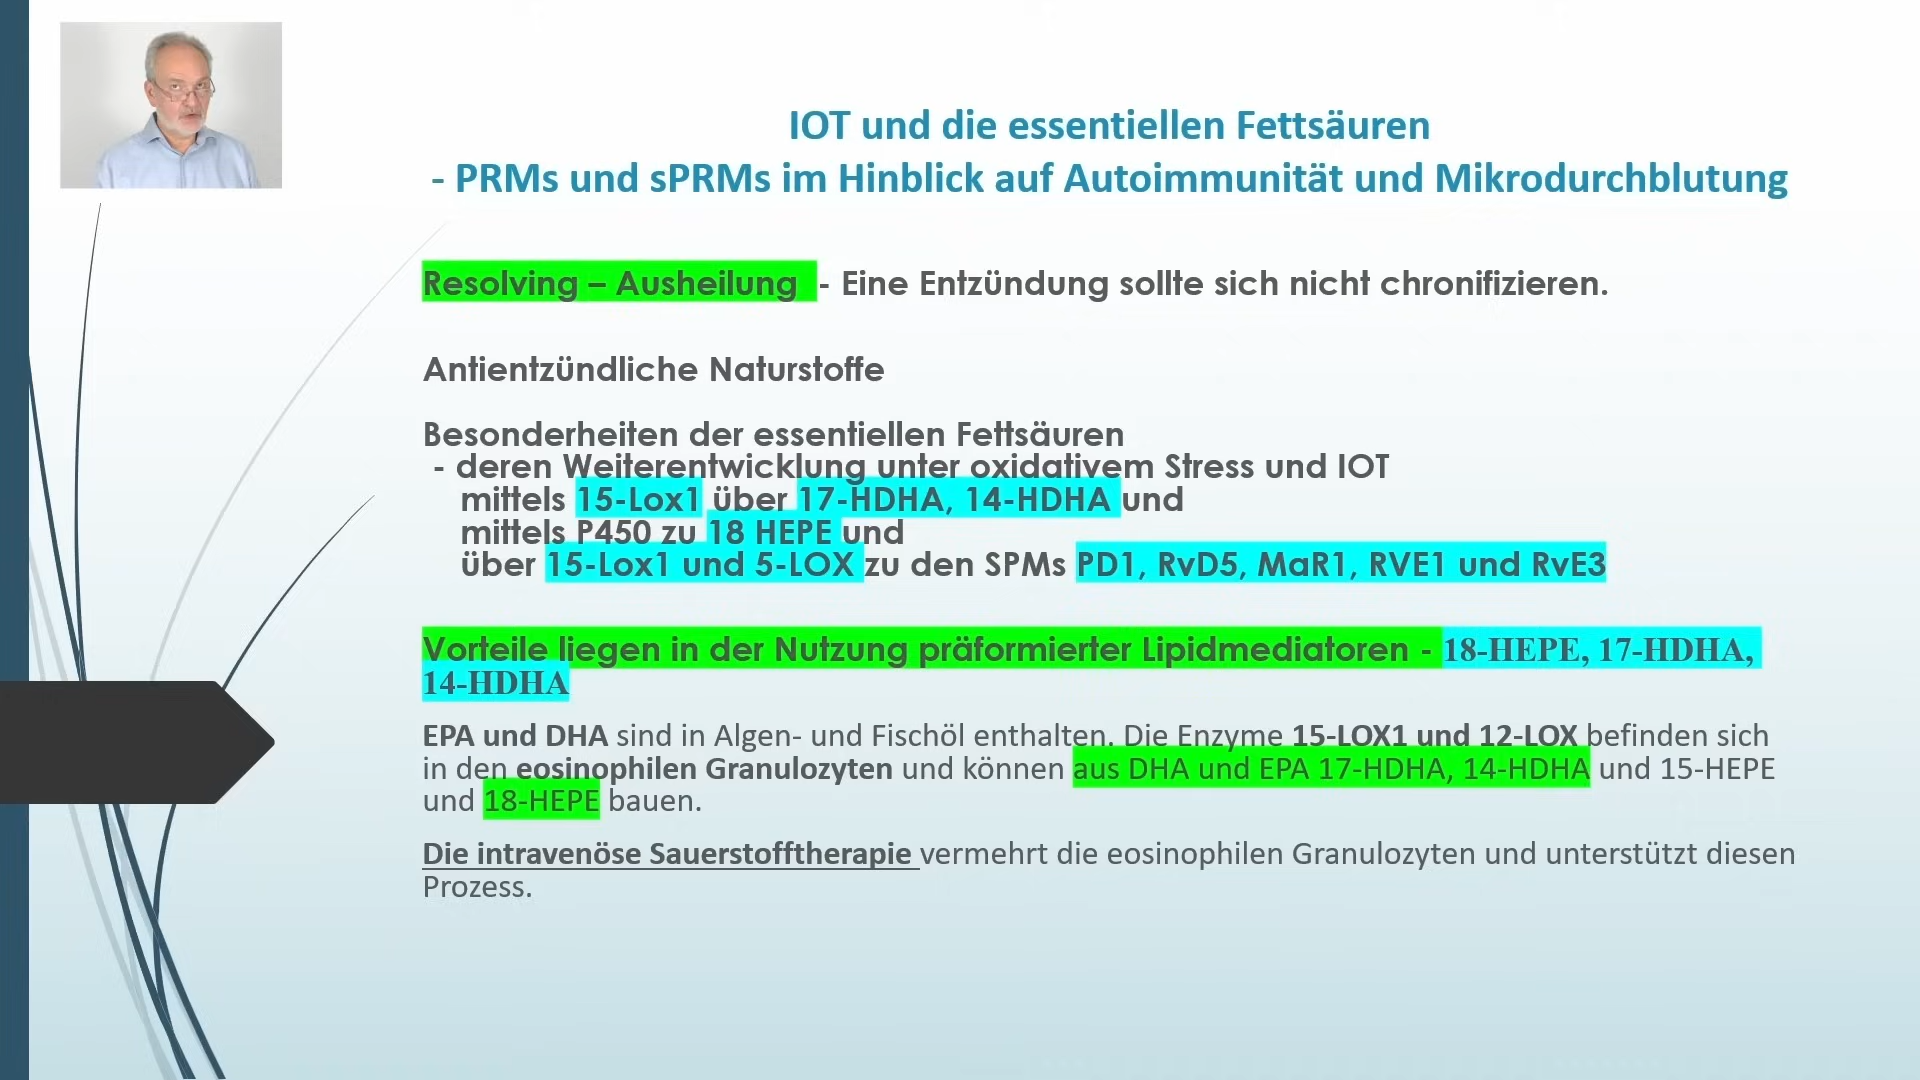 IOT und die essentiellen Fettsäuren
- PRMs und sPRMs im Hinblick auf Autoimmunität und Mikrodurchblutung
Resolving – Ausheilung - Eine Entzündung sollte sich nicht chronifizieren.
Antientzündliche Naturstoffe
Besonderheiten der essentiellen Fettsäuren
- deren Weiterentwicklung unter oxidativem Stress und IOT
mittels 15-Lox1 über 17-HDHA, 14-HDHA und
mittels P450 zu 18 HEPE und
über 15-Lox1 und 5-LOX zu den SPMs PD1, RvD5, MaR1, RVE1 und RvE3
Vorteile liegen in der Nutzung präformierter Lipidmediatoren - 18-HEPE, 17-HDHA,
14-HDHA
EPA und DHA sind in Algen- und Fischöl enthalten. Die Enzyme 15-LOX1 und 12-LOX befinden sich
in den eosinophilen Granulozyten und können aus DHA und EPA 17-HDHA, 14-HDHA und 15-HEPE
und 18-HEPE bauen.
Die intravenöse Sauerstofftherapie vermehrt die eosinophilen Granulozyten und unterstützt diesen
Prozess.